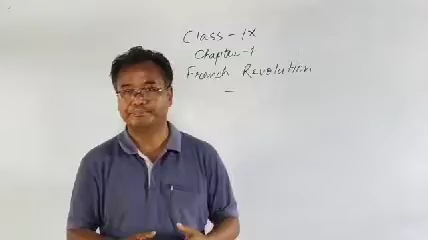 Class - IX
Chapter - 1
French Revolution